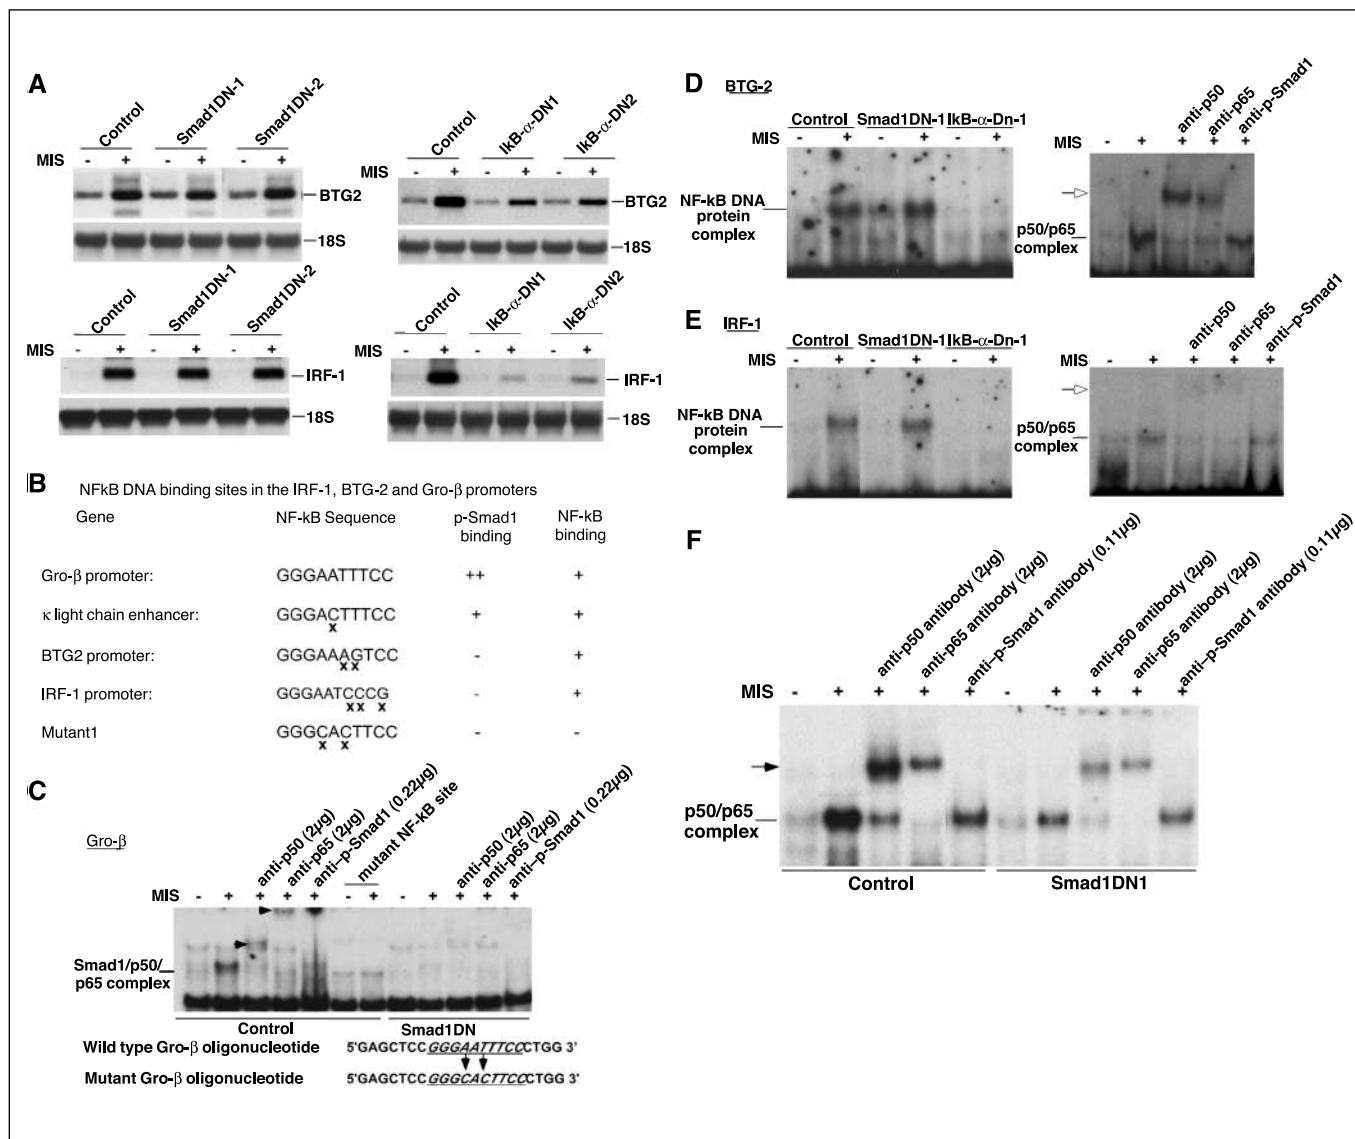 A
Control
Smad1DN-1
Smad1DN-2
MIS - + - + - +
BTG2
18S
Control
IkB-α-DN1
IkB-α-DN2
MIS - + - + - +
BTG2
18S
Control
Smad1DN-1
Smad1DN-2
MIS - + - + - +
IRF-1
18S
Control
IkB-α-DN1
IkB-α-DN2
MIS - + - + - +
IRF-1
18S
B
NFkB DNA binding sites in the IRF-1, BTG-2 and Gro-β promoters
Gene NF-kB Sequence p-Smad1 binding NF-kB binding
Gro-β promoter: GGGAATTTCC ++ +
κ light chain enhancer: GGGACTTTCC + +
x
BTG2 promoter: GGGAAAGTCC - +
x x
IRF-1 promoter: GGGAATCCCG - +
x x x
Mutant1 GGGCACTTCC - -
x x
C
Gro-β
anti-p50 (2µg)
anti-p65 (2µg)
anti–p-Smad1 (0.22µg)
mutant NF-kB site
anti-p50 (2µg)
anti-p65 (2µg)
anti–p-Smad1 (0.22µg)
MIS - + + + + - + - + + + +
Smad1/p50/
p65 complex
Control Smad1DN
Wild type Gro-β oligonucleotide 5'GAGCTCCGGGAATTTCCCTGG 3'
Mutant Gro-β oligonucleotide 5'GAGCTCCGGGCACTTCCCTGG 3'
D
BTG-2
Control Smad1DN-1 IkB-α-Dn-1
MIS - + - + - +
NF-kB DNA
protein
complex
anti-p50
anti-p65
anti-p-Smad1
- + + + +
p50/p65
complex
E
IRF-1
Control Smad1DN-1 IkB-α-Dn-1
MIS - + - + - +
NF-kB DNA
protein
complex
anti-p50
anti-p65
anti–p-Smad1
MIS - + + + +
p50/p65
complex
F
anti-p50 antibody (2µg)
anti-p65 antibody (2µg)
anti–p-Smad1 antibody (0.11µg)
anti-p50 antibody (2µg)
anti-p65 antibody (2µg)
anti–p-Smad1 antibody (0.11µg)
MIS - + + + + - + + + +
p50/p65
complex
Control Smad1DN1